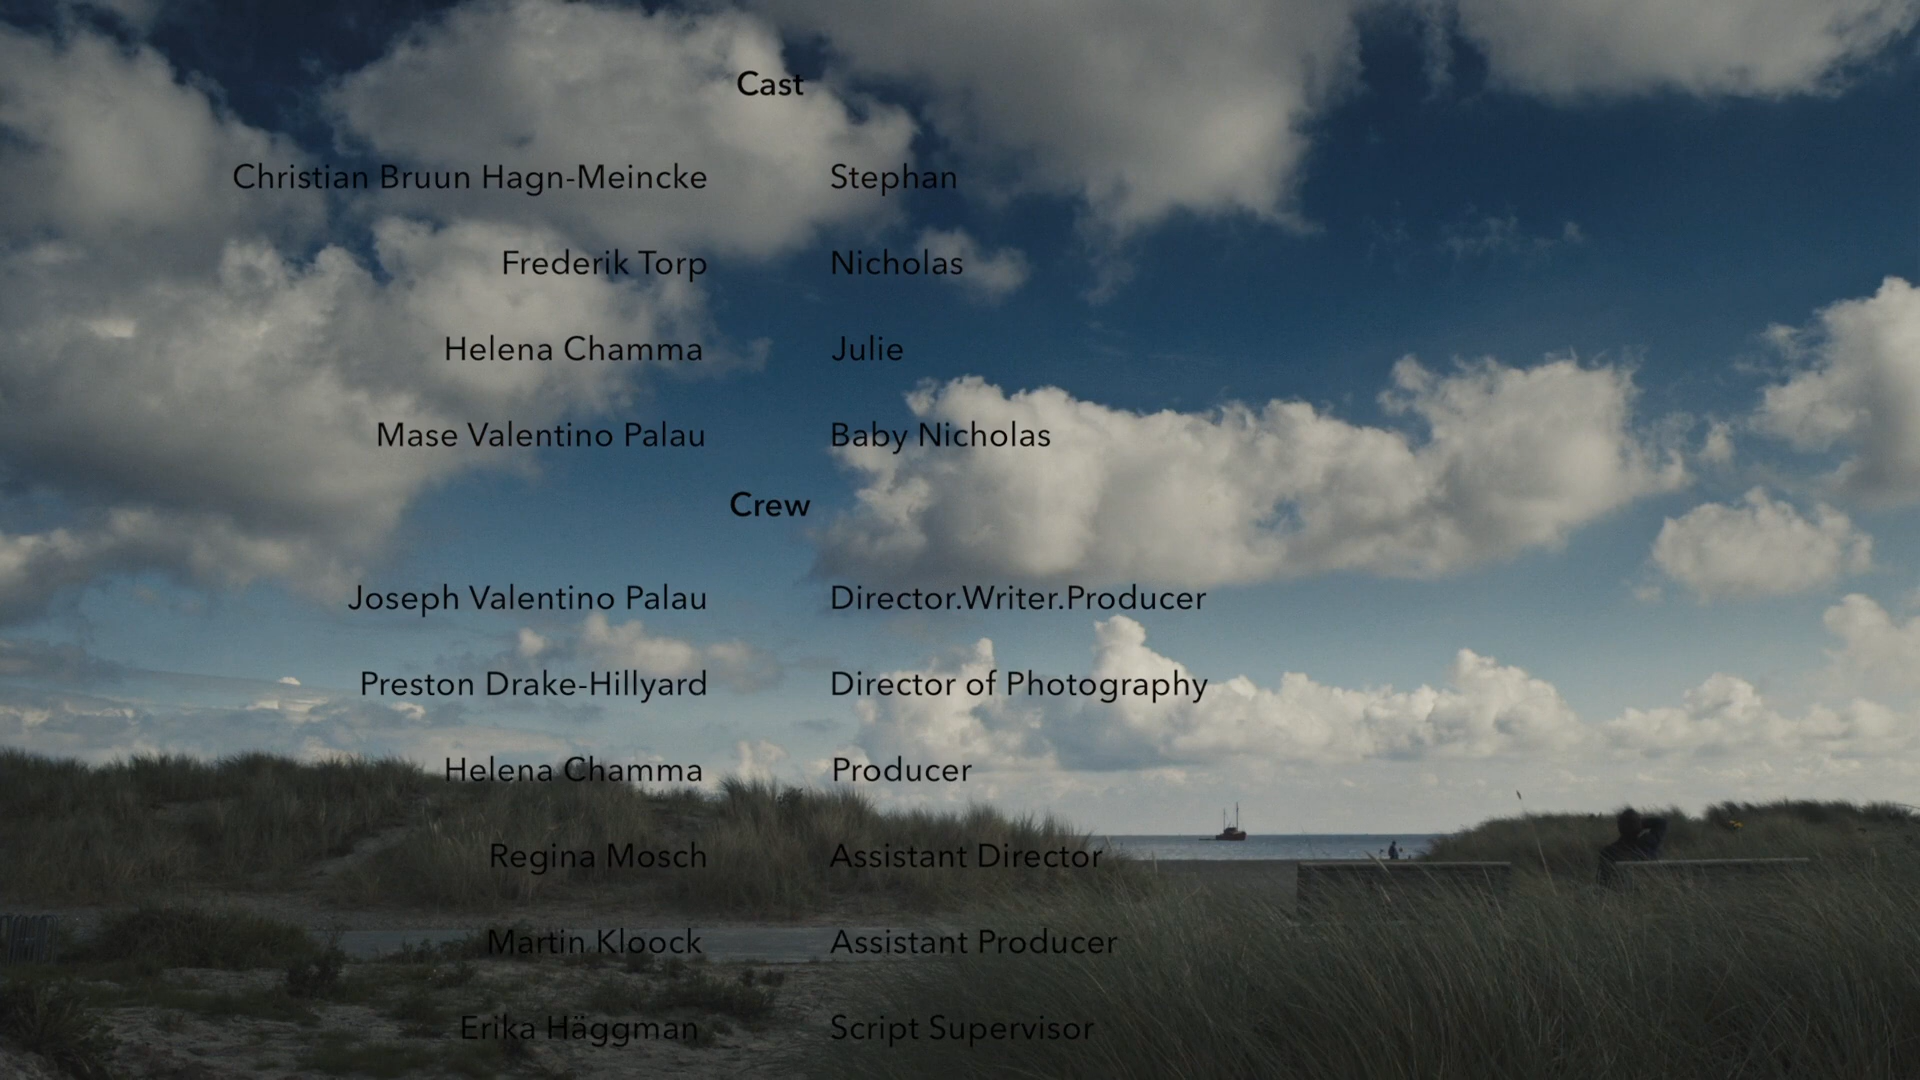 Cast
Christian Bruun Hagn-Meincke Stephan
Frederik Torp Nicholas
Helena Chamma Julie
Mase Valentino Palau Baby Nicholas
Crew
Joseph Valentino Palau Director.Writer.Producer
Preston Drake-Hillyard Director of Photography
Helena Chamma Producer
Regina Mosch Assistant Director
Martin Kloock Assistant Producer
Erika Häggman Script Supervisor